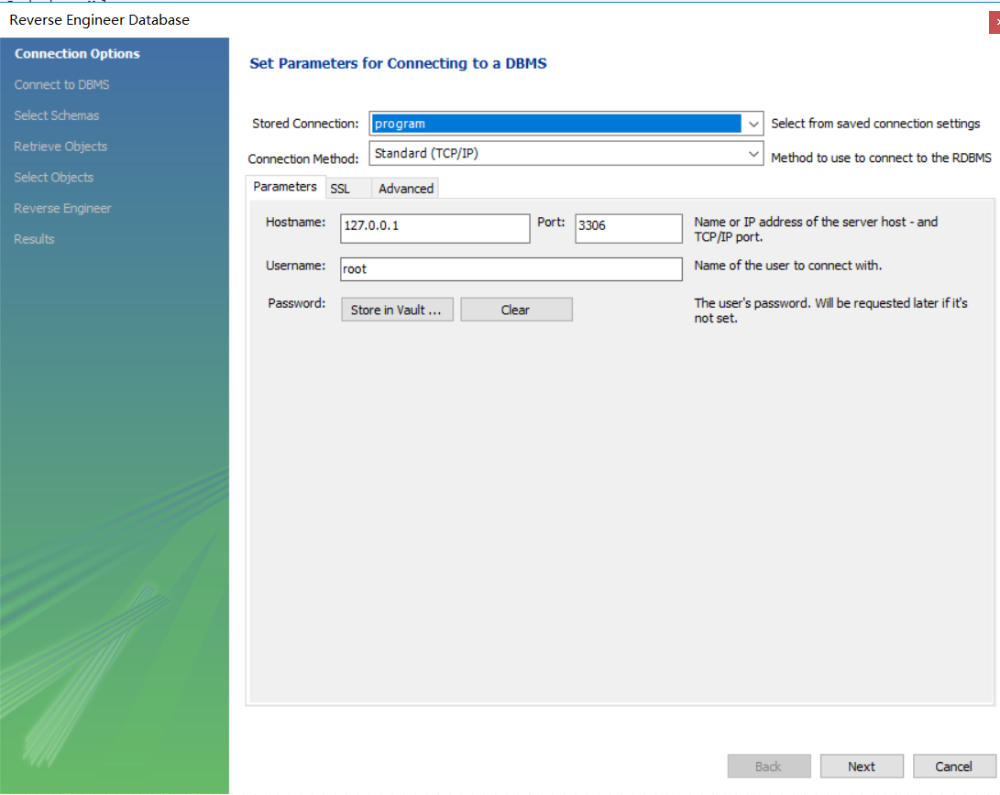 Reverse Engineer Database
Connection Options
Connect to DBMS
Select Schemas
Retrieve Objects
Select Objects
Reverse Engineer
Results
Set Parameters for Connecting to a DBMS
Stored Connection: program Select from saved connection settings
Connection Method: Standard (TCP/IP) Method to use to connect to the RDBMS
Parameters SSL Advanced
Hostname: 127.0.0.1 Port: 3306 Name or IP address of the server host - and
TCP/IP port.
Username: root Name of the user to connect with.
Password: Store in Vault ... Clear The user's password. Will be requested later if it's
not set.
Back Next Cancel